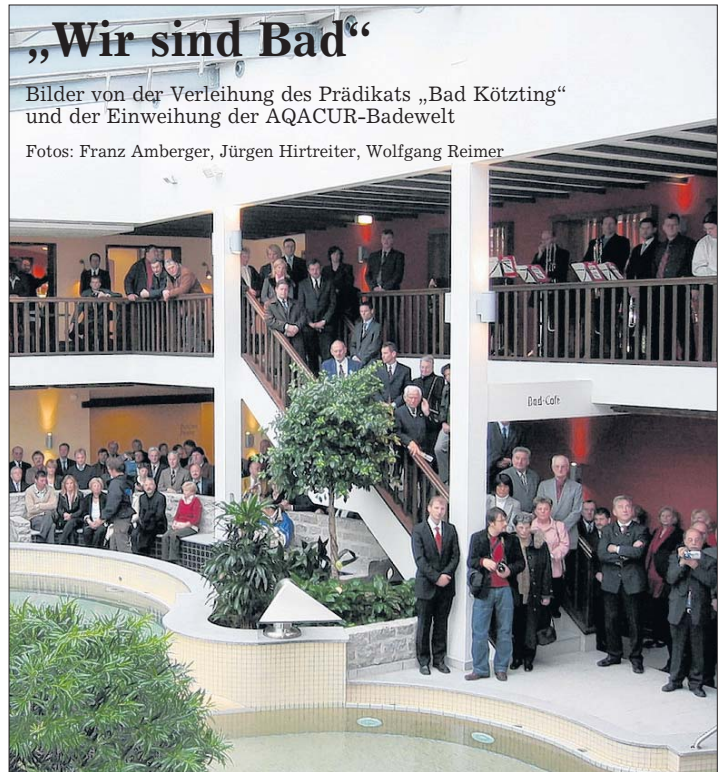 „Wir sind Bad“
Bilder von der Verleihung des Prädikats „Bad Kötzting“
und der Einweihung der AQACUR-Badewelt
Fotos: Franz Amberger, Jürgen Hirtreiter, Wolfgang Reimer
Bad-Café